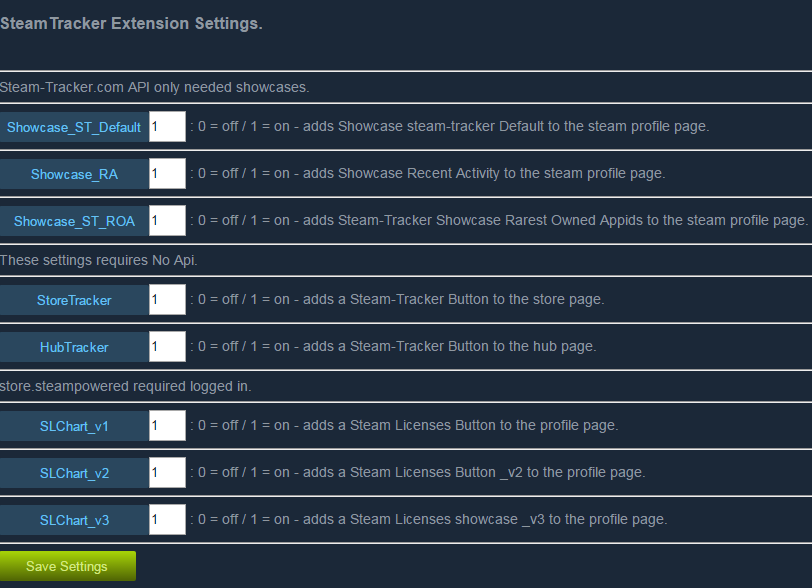 SteamTracker Extension Settings.
Steam-Tracker.com API only needed showcases.
Showcase_ST_Default 1 : 0 = off / 1 = on - adds Showcase steam-tracker Default to the steam profile page.
Showcase_RA 1 : 0 = off / 1 = on - adds Showcase Recent Activity to the steam profile page.
Showcase_ST_ROA 1 : 0 = off / 1 = on - adds Steam-Tracker Showcase Rarest Owned Appids to the steam profile page.
These settings requires No Api.
StoreTracker 1 : 0 = off / 1 = on - adds a Steam-Tracker Button to the store page.
HubTracker 1 : 0 = off / 1 = on - adds a Steam-Tracker Button to the hub page.
store.steampowered required logged in.
SLChart_v1 1 : 0 = off / 1 = on - adds a Steam Licenses Button to the profile page.
SLChart_v2 1 : 0 = off / 1 = on - adds a Steam Licenses Button _v2 to the profile page.
SLChart_v3 1 : 0 = off / 1 = on - adds a Steam Licenses showcase _v3 to the profile page.
Save Settings